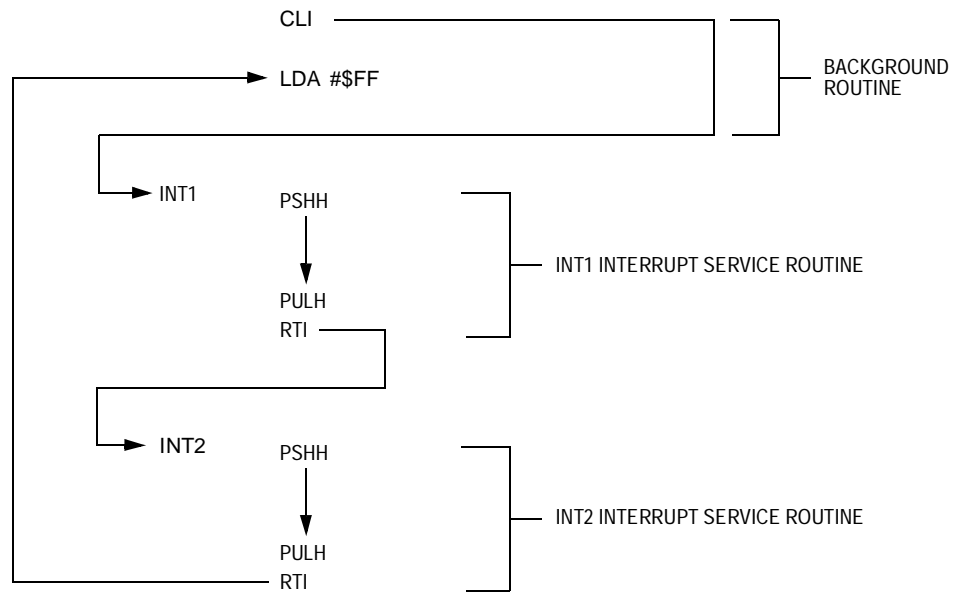 CLI
LDA #$FF
BACKGROUND
ROUTINE
INT1
PSHH
INT1 INTERRUPT SERVICE ROUTINE
PULH
RTI
INT2
PSHH
INT2 INTERRUPT SERVICE ROUTINE
PULH
RTI